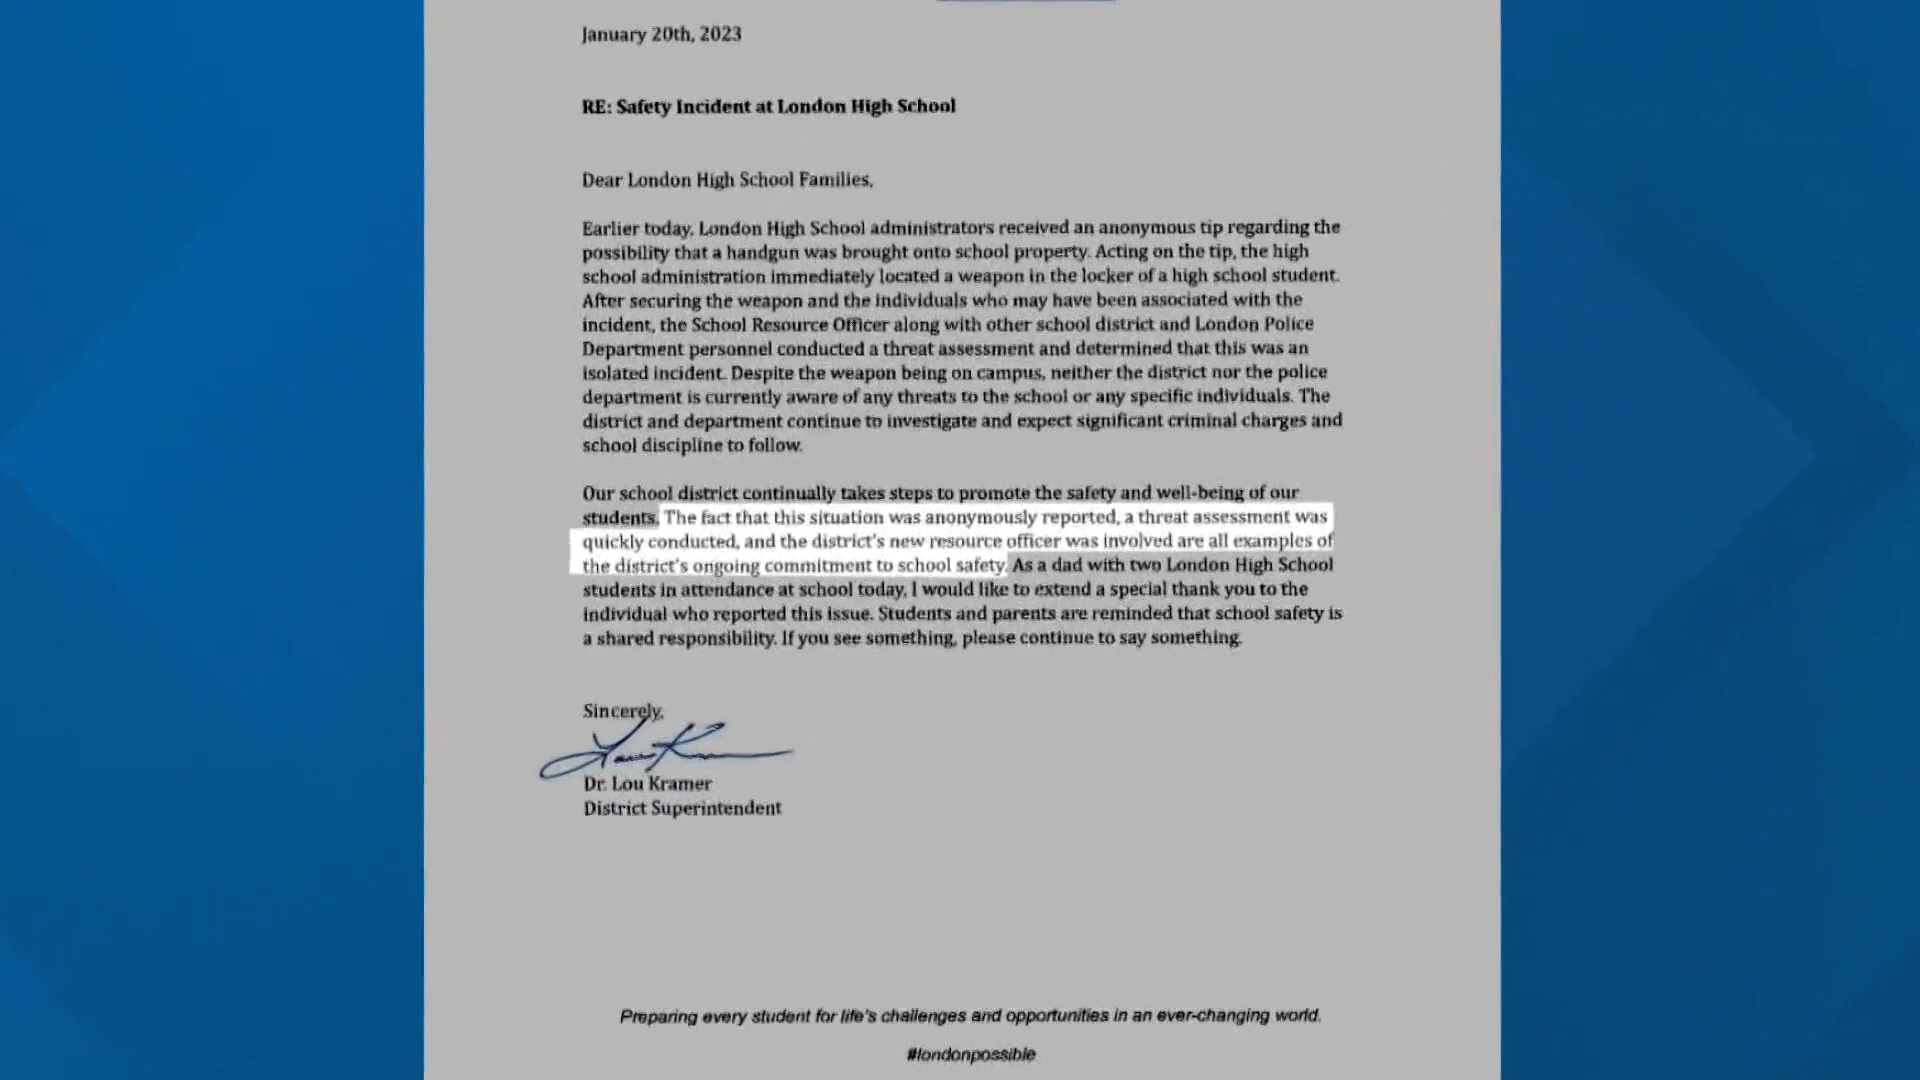 January 20th, 2023
RE: Safety Incident at London High School
Dear London High School Families,
Earlier today, London High School administrators received an anonymous tip regarding the
possibility that a handgun was brought onto school property. Acting on the tip, the high
school administration immediately located a weapon in the locker of a high school student.
After securing the weapon and the individuals who may have been associated with the
incident, the School Resource Officer along with other school district and London Police
Department personnel conducted a threat assessment and determined that this was an
isolated incident. Despite the weapon being on campus, neither the district nor the police
department is currently aware of any threats to the school or any specific individuals. The
district and department continue to investigate and expect significant criminal charges and
school discipline to follow.
Our school district continually takes steps to promote the safety and well-being of our
students. The fact that this situation was anonymously reported, a threat assessment was
quickly conducted, and the district's new resource officer was involved are all examples of
the district's ongoing commitment to school safety. As a dad with two London High School
students in attendance at school today, I would like to extend a special thank you to the
individual who reported this issue. Students and parents are reminded that school safety is
a shared responsibility. If you see something, please continue to say something.
Sincerely,
Dr. Lou Kramer
District Superintendent
Preparing every student for life's challenges and opportunities in an ever-changing world.
#londonpossible